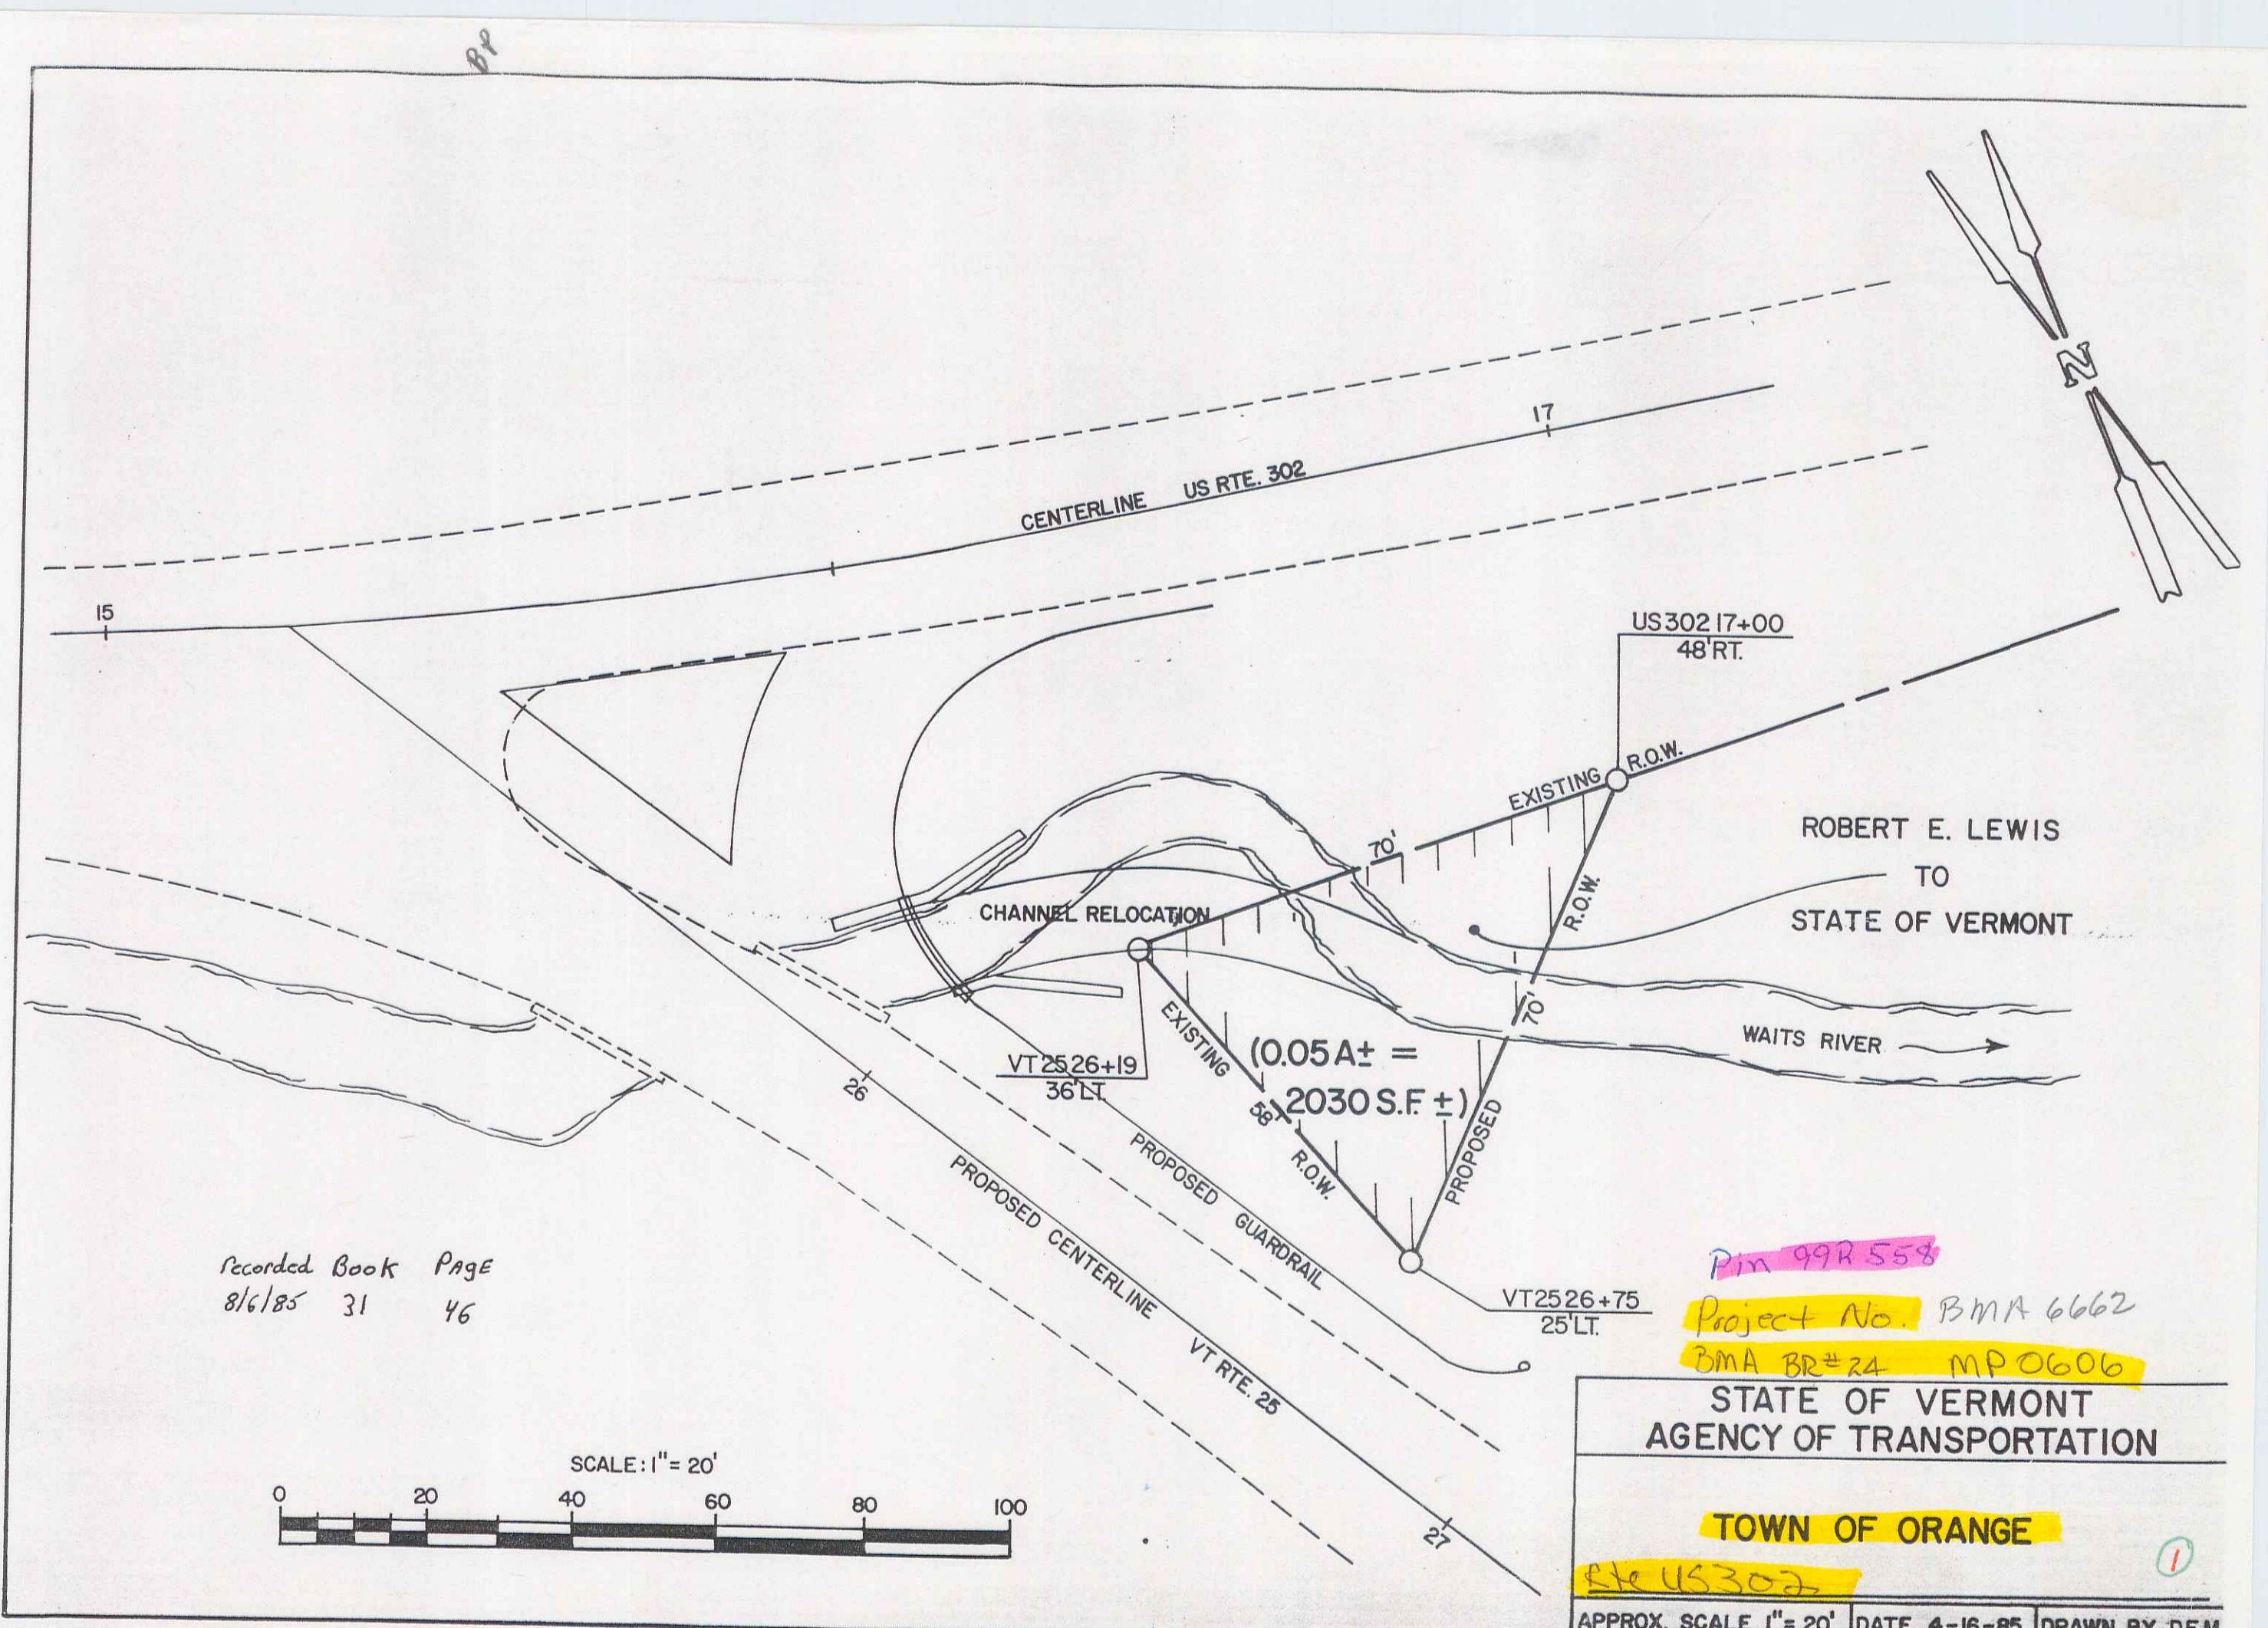 BP
17
CENTERLINE US RTE. 302
15
US302 17+00
48' RT.
EXISTING R.O.W.
70'
ROBERT E. LEWIS
TO
STATE OF VERMONT
R.O.W.
CHANNEL RELOCATION
N
70'
WAITS RIVER
EXISTING
(0.05 A± =
2030 S.F. ±)
58'
R.O.W.
PROPOSED
VT25 26+19
36' LT.
26
PROPOSED GUARDRAIL
PROPOSED CENTERLINE VT RTE. 25
27
VT25 26+75
25' LT.
recorded Book PAgE
8/6/85 31 46
Pin 99R558
Project No. BMA 6662
BMA BR#24 MP0606
SCALE: 1" = 20'
0 20 40 60 80 100
STATE OF VERMONT
AGENCY OF TRANSPORTATION
TOWN OF ORANGE
1
Rte US302
APPROX. SCALE 1" = 20' DATE 4-16-85 DRAWN BY D.F.M.